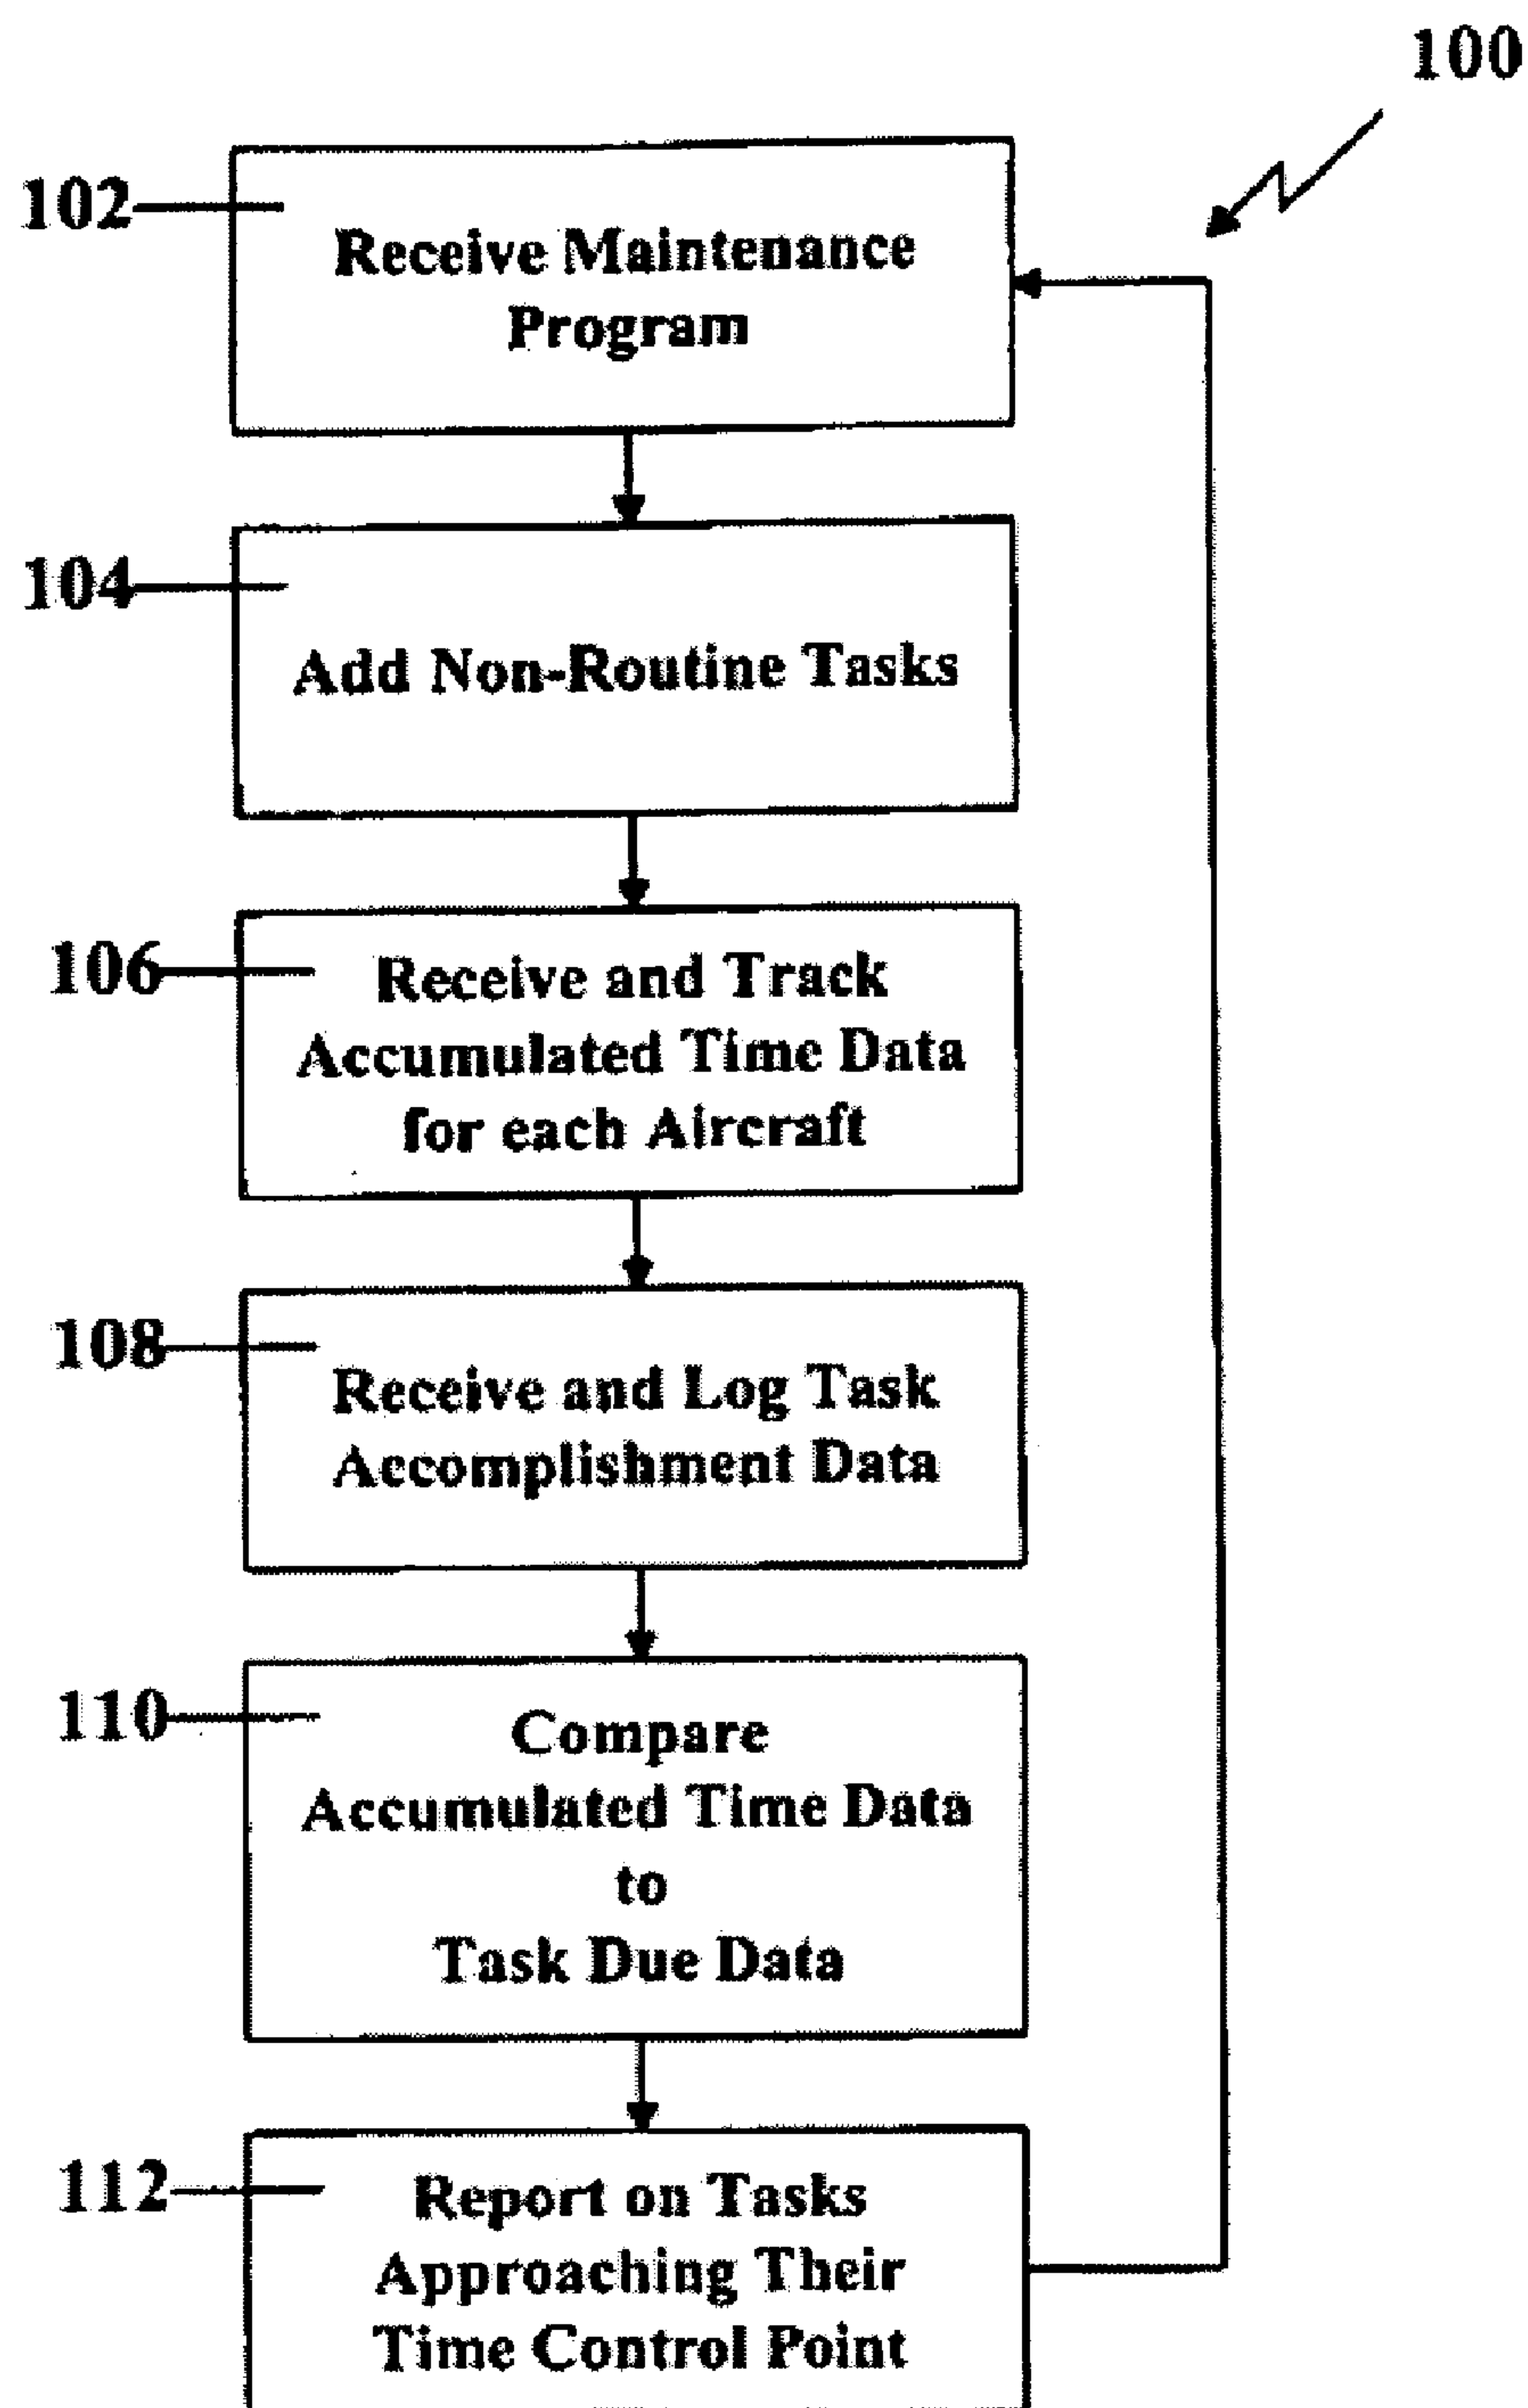 100
102
Receive Maintenance
Program
104
Add Non-Routine Tasks
106
Receive and Track
Accumulated Time Data
for each Aircraft
108
Receive and Log Task
Accomplishment Data
110
Compare
Accumulated Time Data
to
Task Due Data
112
Report on Tasks
Approaching Their
Time Control Point